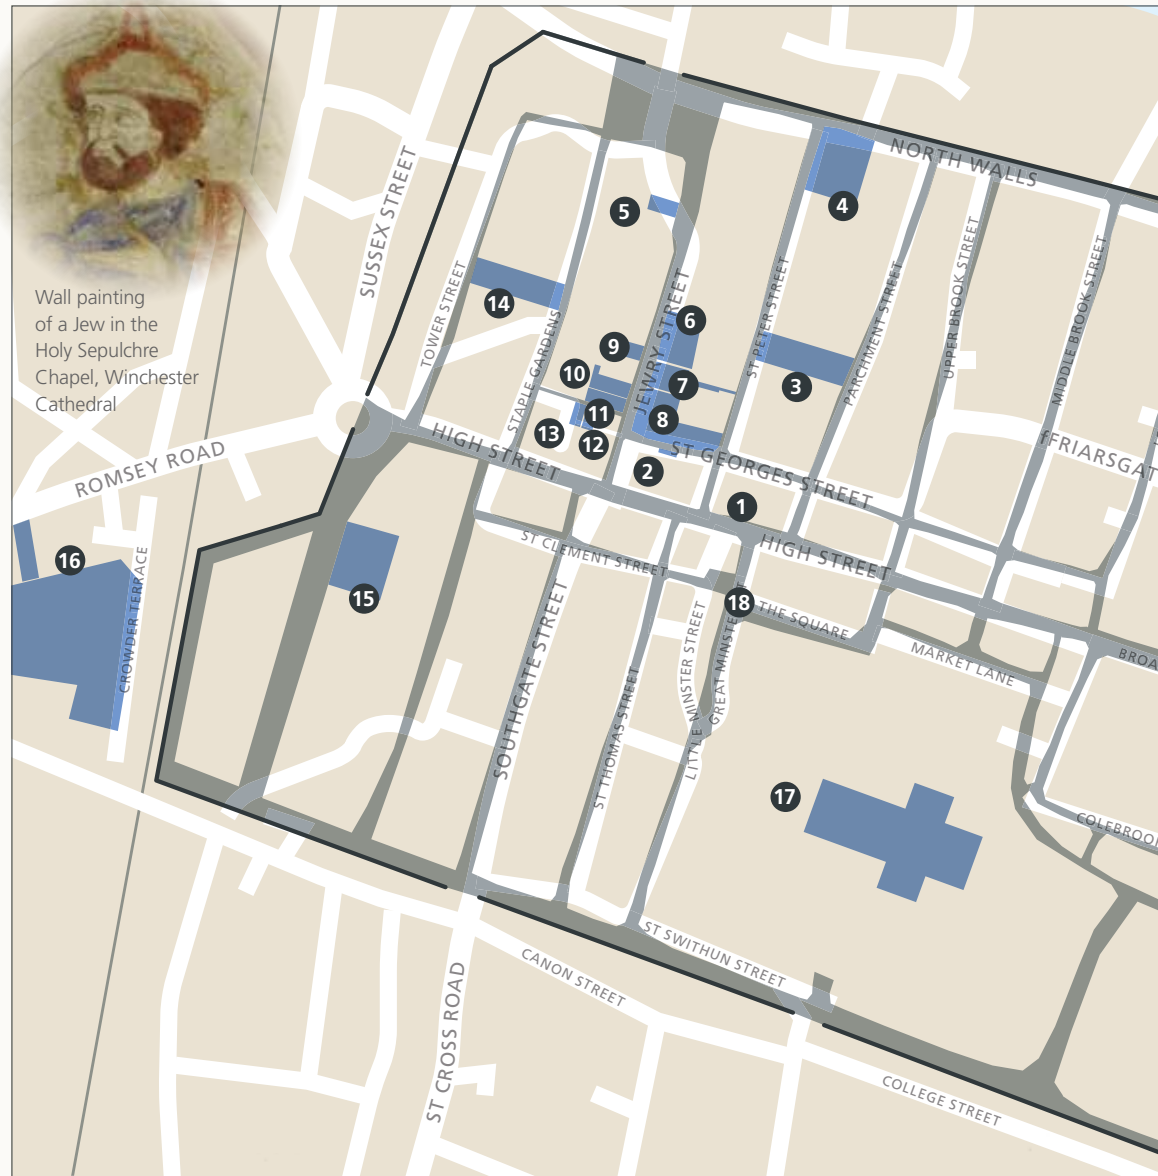 Wall painting
of a Jew in the
Holy Sepulchre
Chapel, Winchester
Cathedral
SUSSEX STREET
NORTH WALLS
TOWER STREET
STAPLE GARDENS
JEWRY STREET
ST PETER STREET
PARCHMENT STREET
UPPER BROOK STREET
MIDDLE BROOK STREET
fFRIARSGAT
ROMSEY ROAD
HIGH STREET
ST GEORGES STREET
HIGH STREET
ST CLEMENT STREET
THE SQUARE
MARKET LANE
BROA
CROWDER TERRACE
SOUTHGATE STREET
ST THOMAS STREET
LITTLE MINSTER STREET
GREAT MINSTE
COLEBROO
ST SWITHUN STREET
CANON STREET
ST CROSS ROAD
COLLEGE STREET
1
2
3
4
5
6
7
8
9
10
11
12
13
14
15
16
17
18